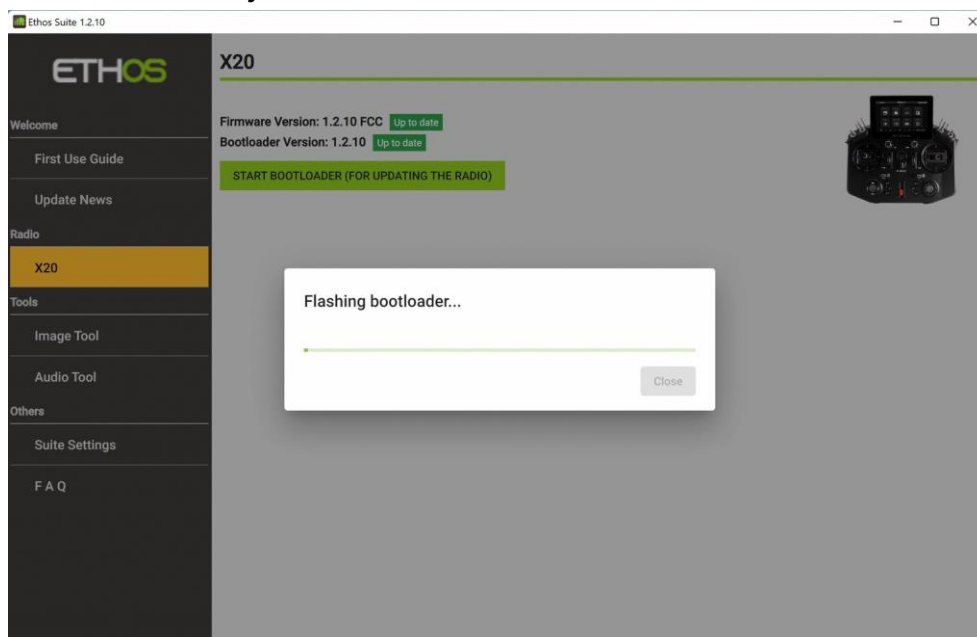 Ethos Suite 1.2.10
ETHOS
Welcome
First Use Guide
Update News
Radio
X20
Tools
Image Tool
Audio Tool
Others
Suite Settings
F A Q
X20
Firmware Version: 1.2.10 FCC Up to date
Bootloader Version: 1.2.10 Up to date
START BOOTLOADER (FOR UPDATING THE RADIO)
Flashing bootloader...
Close